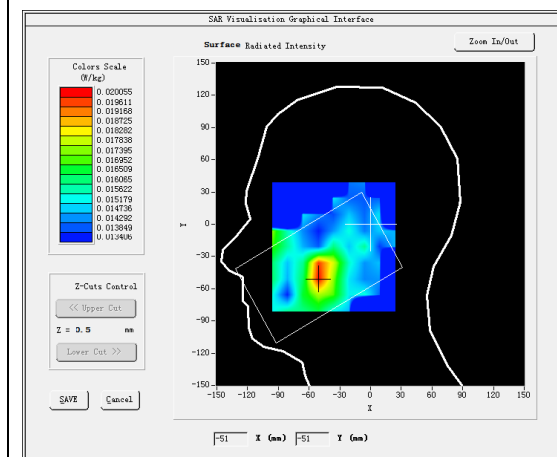 SAR Visualisation Graphical Interface
Surface Radiated Intensity
Zoom In/Out
Colors Scale
(W/kg)
0.020055
0.019611
0.019168
0.018725
0.018282
0.017838
0.017395
0.016952
0.016509
0.016065
0.015622
0.015179
0.014736
0.014292
0.013849
0.013406
Z-Cuts Control
<< Upper Cut
Z = 3.5 mm
Lower Cut >>
SAVE
Cancel
150
120
90
60
30
0
-30
-60
-90
-120
-150
Y
-150 -120 -90 -60 -30 0 30 60 90 120 150
X
-51 X (mm) -51 Y (mm)